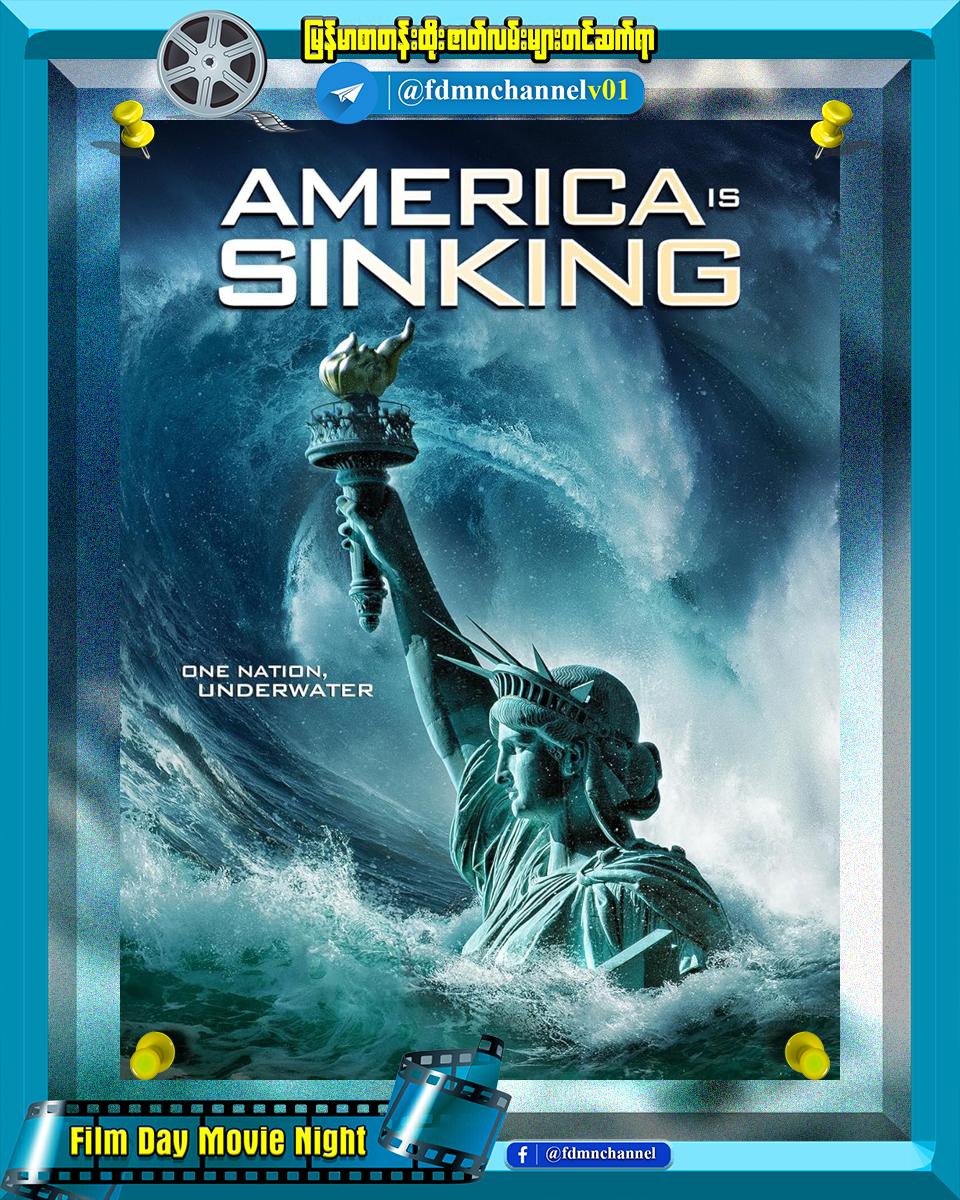 မြန်မာစာတန်းထိုးဇာတ်လမ်းများတင်ဆက်ရာ
@fdmnchannelv01
AMERICA IS
SINKING
ONE NATION,
UNDERWATER
Film Day Movie Night
@fdmnchannel